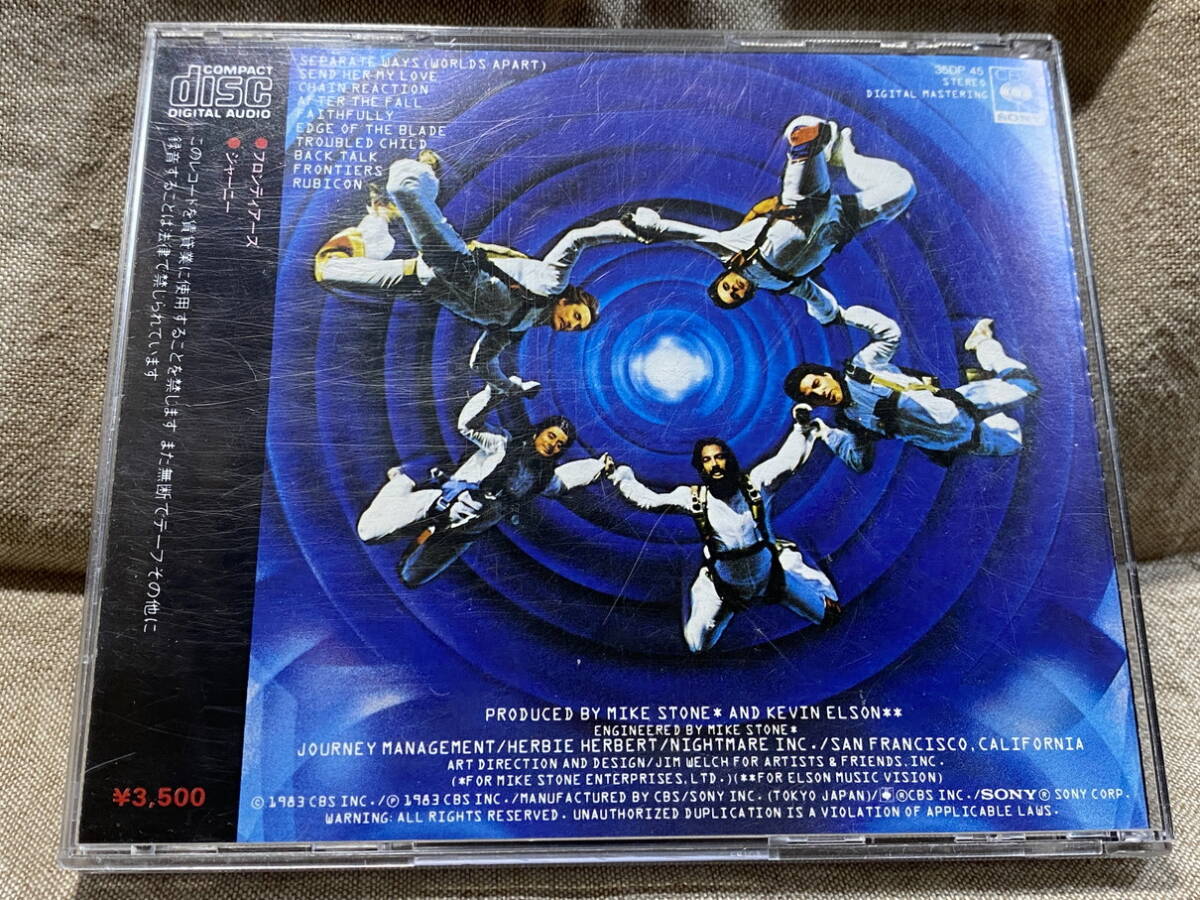 COMPACT
disc
DIGITAL AUDIO
●フロンティアーズ
●ジャーニー
このレコードを賃貸業に使用することを禁じます また無断でテープその他に
録音することは法律で禁じられています
¥3,500
SEPARATE WAYS (WORLDS APART)
SEND HER MY LOVE
CHAIN REACTION
AFTER THE FALL
FAITHFULLY
EDGE OF THE BLADE
TROUBLED CHILD
BACK TALK
FRONTIERS
RUBICON
35DP 45
STEREO
DIGITAL MASTERING
CBS
SONY
PRODUCED BY MIKE STONE* AND KEVIN ELSON**
ENGINEERED BY MIKE STONE*
JOURNEY MANAGEMENT/HERBIE HERBERT/NIGHTMARE INC./SAN FRANCISCO, CALIFORNIA
ART DIRECTION AND DESIGN/JIM WELCH FOR ARTISTS & FRIENDS, INC.
(*FOR MIKE STONE ENTERPRISES, LTD.) (**FOR ELSON MUSIC VISION)
© 1983 CBS INC./℗ 1983 CBS INC./MANUFACTURED BY CBS/SONY INC. (TOKYO JAPAN)/®CBS INC./SONY® SONY CORP.
WARNING: ALL RIGHTS RESERVED. UNAUTHORIZED DUPLICATION IS A VIOLATION OF APPLICABLE LAWS.